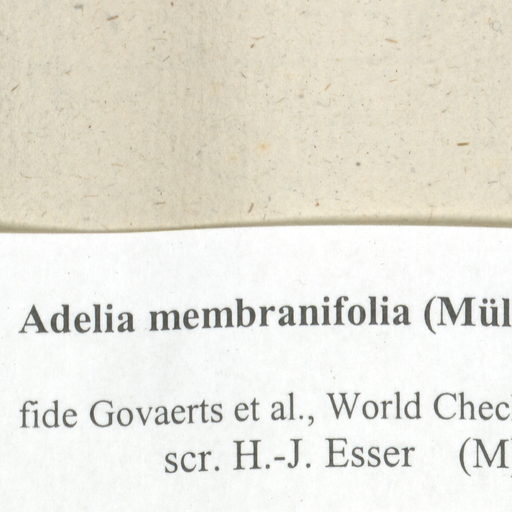 Adelia membranifolia (Mül
fide Govaerts et al., World Chec
scr. H.-J. Esser (M)